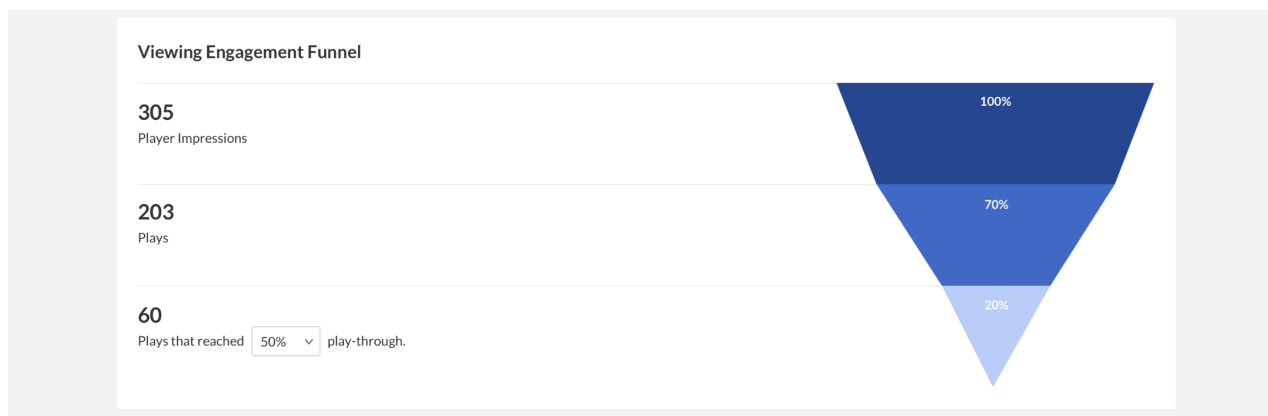 Viewing Engagement Funnel
100%
305
Player Impressions
70%
203
Plays
20%
60
Plays that reached 50% play-through.